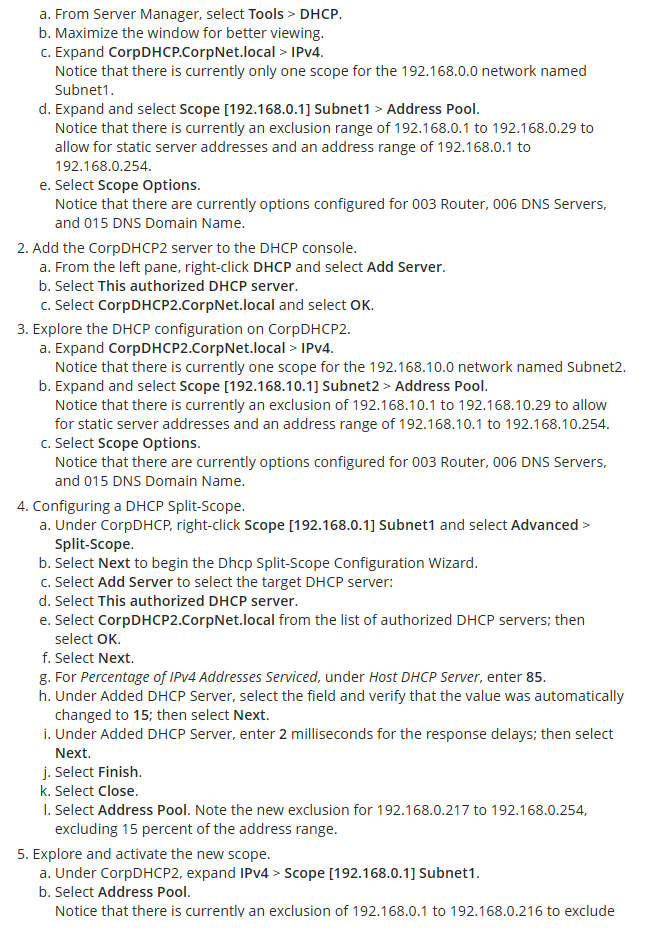 a. From Server Manager, select Tools > DHCP.
b. Maximize the window for better viewing.
c. Expand CorpDHCP.CorpNet.local > IPv4.
Notice that there is currently only one scope for the 192.168.0.0 network named
Subnet1.
d. Expand and select Scope [192.168.0.1] Subnet1 > Address Pool.
Notice that there is currently an exclusion range of 192.168.0.1 to 192.168.0.29 to
allow for static server addresses and an address range of 192.168.0.1 to
192.168.0.254.
e. Select Scope Options.
Notice that there are currently options configured for 003 Router, 006 DNS Servers,
and 015 DNS Domain Name.
2. Add the CorpDHCP2 server to the DHCP console.
a. From the left pane, right-click DHCP and select Add Server.
b. Select This authorized DHCP server.
c. Select CorpDHCP2.CorpNet.local and select OK.
3. Explore the DHCP configuration on CorpDHCP2.
a. Expand CorpDHCP2.CorpNet.local > IPv4.
Notice that there is currently one scope for the 192.168.10.0 network named Subnet2.
b. Expand and select Scope [192.168.10.1] Subnet2 > Address Pool.
Notice that there is currently an exclusion of 192.168.10.1 to 192.168.10.29 to allow
for static server addresses and an address range of 192.168.10.1 to 192.168.10.254.
c. Select Scope Options.
Notice that there are currently options configured for 003 Router, 006 DNS Servers,
and 015 DNS Domain Name.
4. Configuring a DHCP Split-Scope.
a. Under CorpDHCP, right-click Scope [192.168.0.1] Subnet1 and select Advanced >
Split-Scope.
b. Select Next to begin the Dhcp Split-Scope Configuration Wizard.
c. Select Add Server to select the target DHCP server:
d. Select This authorized DHCP server.
e. Select CorpDHCP2.CorpNet.local from the list of authorized DHCP servers; then
select OK.
f. Select Next.
g. For Percentage of IPv4 Addresses Serviced, under Host DHCP Server, enter 85.
h. Under Added DHCP Server, select the field and verify that the value was automatically
changed to 15; then select Next.
i. Under Added DHCP Server, enter 2 milliseconds for the response delays; then select
Next.
j. Select Finish.
k. Select Close.
l. Select Address Pool. Note the new exclusion for 192.168.0.217 to 192.168.0.254,
excluding 15 percent of the address range.
5. Explore and activate the new scope.
a. Under CorpDHCP2, expand IPv4 > Scope [192.168.0.1] Subnet1.
b. Select Address Pool.
Notice that there is currently an exclusion of 192.168.0.1 to 192.168.0.216 to exclude